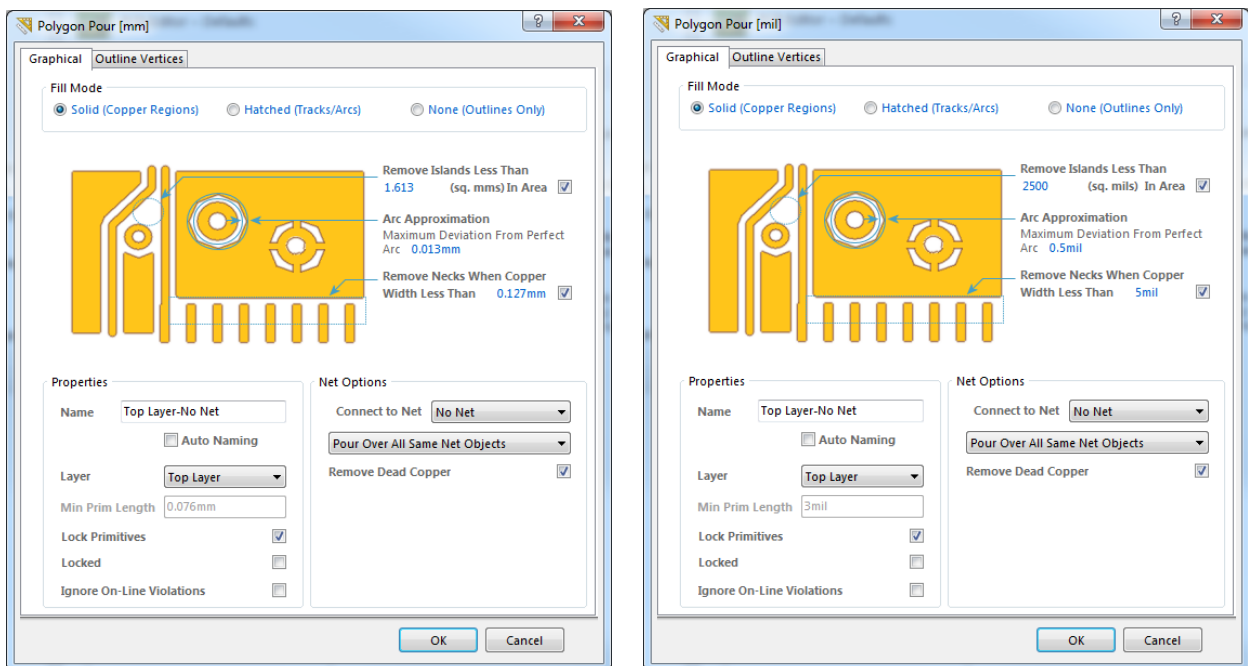 Polygon Pour [mm]
Graphical Outline Vertices
Fill Mode
Solid (Copper Regions) Hatched (Tracks/Arcs) None (Outlines Only)
Remove Islands Less Than
1.613 (sq. mms) In Area
Arc Approximation
Maximum Deviation From Perfect
Arc 0.013mm
Remove Necks When Copper
Width Less Than 0.127mm
Properties
Name Top Layer-No Net
Auto Naming
Layer Top Layer
Min Prim Length 0.076mm
Lock Primitives
Locked
Ignore On-Line Violations
Net Options
Connect to Net No Net
Pour Over All Same Net Objects
Remove Dead Copper
OK Cancel
Polygon Pour [mil]
Graphical Outline Vertices
Fill Mode
Solid (Copper Regions) Hatched (Tracks/Arcs) None (Outlines Only)
Remove Islands Less Than
2500 (sq. mils) In Area
Arc Approximation
Maximum Deviation From Perfect
Arc 0.5mil
Remove Necks When Copper
Width Less Than 5mil
Properties
Name Top Layer-No Net
Auto Naming
Layer Top Layer
Min Prim Length 3mil
Lock Primitives
Locked
Ignore On-Line Violations
Net Options
Connect to Net No Net
Pour Over All Same Net Objects
Remove Dead Copper
OK Cancel